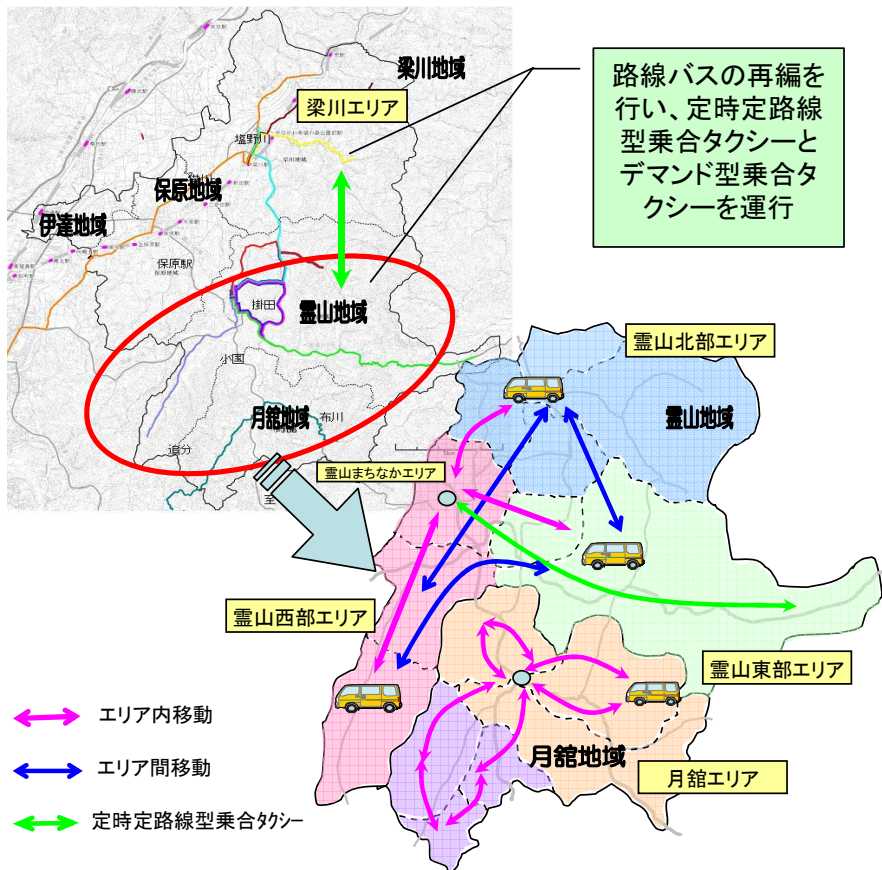 梁川地域
梁川エリア
塩野川
保原地域
伊達地域
保原駅
保原地域
掛田
霊山地域
小国
月舘地域
布川
追分
路線バスの再編を
行い、定時定路線
型乗合タクシーと
デマンド型乗合タ
クシーを運行
霊山北部エリア
霊山地域
霊山まちなかエリア
霊山西部エリア
霊山東部エリア
月舘地域
月舘エリア
エリア内移動
エリア間移動
定時定路線型乗合タクシー